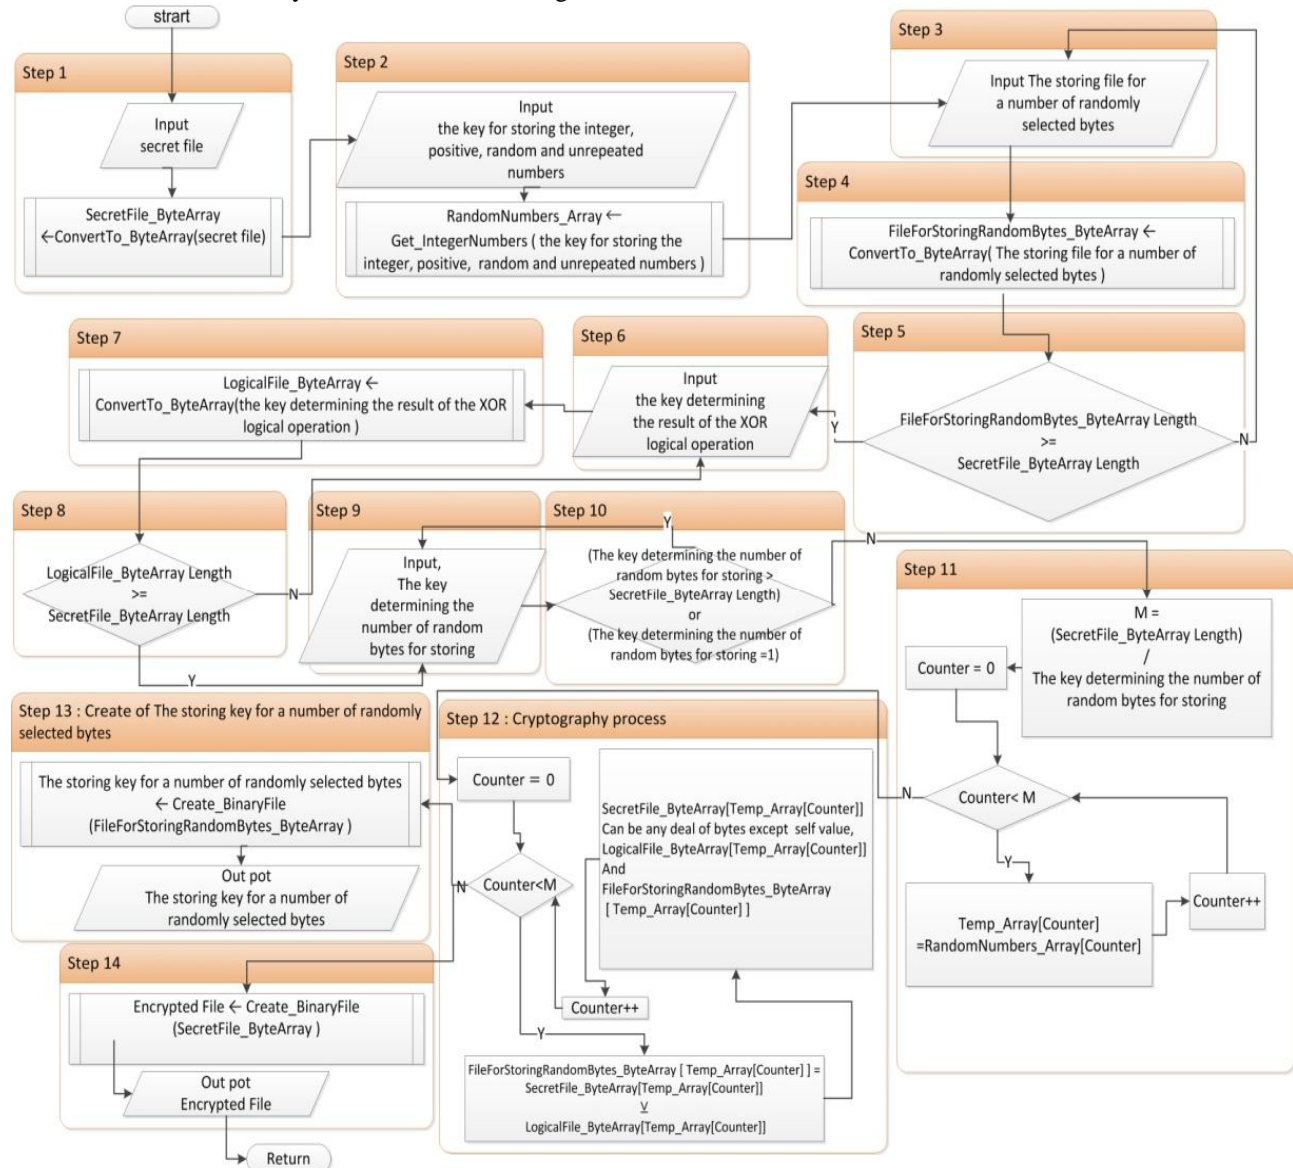 strart
Step 1
Input
secret file
SecretFile_ByteArray
←ConvertTo_ByteArray(secret file)
Step 2
Input
the key for storing the integer,
positive, random and unrepeated
numbers
RandomNumbers_Array ←
Get_IntegerNumbers ( the key for storing the
integer, positive, random and unrepeated numbers )
Step 3
Input The storing file for
a number of randomly
selected bytes
Step 4
FileForStoringRandomBytes_ByteArray ←
ConvertTo_ByteArray( The storing file for a number of
randomly selected bytes )
Step 5
FileForStoringRandomBytes_ByteArray Length
>=
SecretFile_ByteArray Length
N
Y
Step 6
Input
the key determining
the result of the XOR
logical operation
Step 7
LogicalFile_ByteArray ←
ConvertTo_ByteArray(the key determining the result of the XOR
logical operation )
Step 8
LogicalFile_ByteArray Length
>=
SecretFile_ByteArray Length
N
Y
Step 9
Input,
The key
determining the
number of random
bytes for storing
Step 10
Y
(The key determining the number of
random bytes for storing >
SecretFile_ByteArray Length)
or
(The key determining the number of
random bytes for storing =1)
N
Step 11
M =
(SecretFile_ByteArray Length)
/
The key determining the number of
random bytes for storing
Counter = 0
Counter< M
N
Y
Temp_Array[Counter]
=RandomNumbers_Array[Counter]
Counter++
Step 12 : Cryptography process
Counter = 0
Counter<M
N
Y
FileForStoringRandomBytes_ByteArray [ Temp_Array[Counter] ] =
SecretFile_ByteArray[Temp_Array[Counter]]
⊻
LogicalFile_ByteArray[Temp_Array[Counter]]
SecretFile_ByteArray[Temp_Array[Counter]]
Can be any deal of bytes except self value,
LogicalFile_ByteArray[Temp_Array[Counter]]
And
FileForStoringRandomBytes_ByteArray
[ Temp_Array[Counter] ]
Counter++
Step 13 : Create of The storing key for a number of randomly
selected bytes
The storing key for a number of randomly selected bytes
← Create_BinaryFile
(FileForStoringRandomBytes_ByteArray )
Out pot
The storing key for a number of
randomly selected bytes
Step 14
Encrypted File ← Create_BinaryFile
(SecretFile_ByteArray )
Out pot
Encrypted File
Return